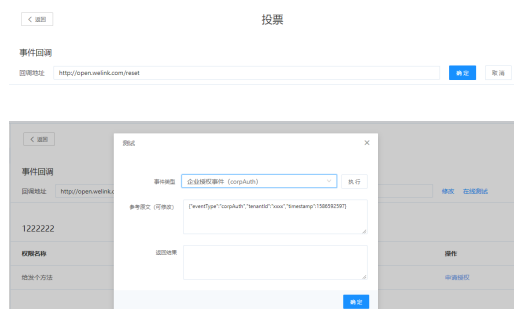 < 返回
投票
事件回调
回调地址 http://open.welink.com/reset 确 定 取 消
< 返回
测试 ×
事件类型 企业授权事件（corpAuth） 执 行
事件回调
回调地址 http://open.welink.c 修改 在线测试
参考原文（可修改） {"eventType":"corpAuth","tenantId":"xxxx","timestamp":1586592597}
1222222
返回结果
权限名称 操作
给发个方法 申请授权
确 定